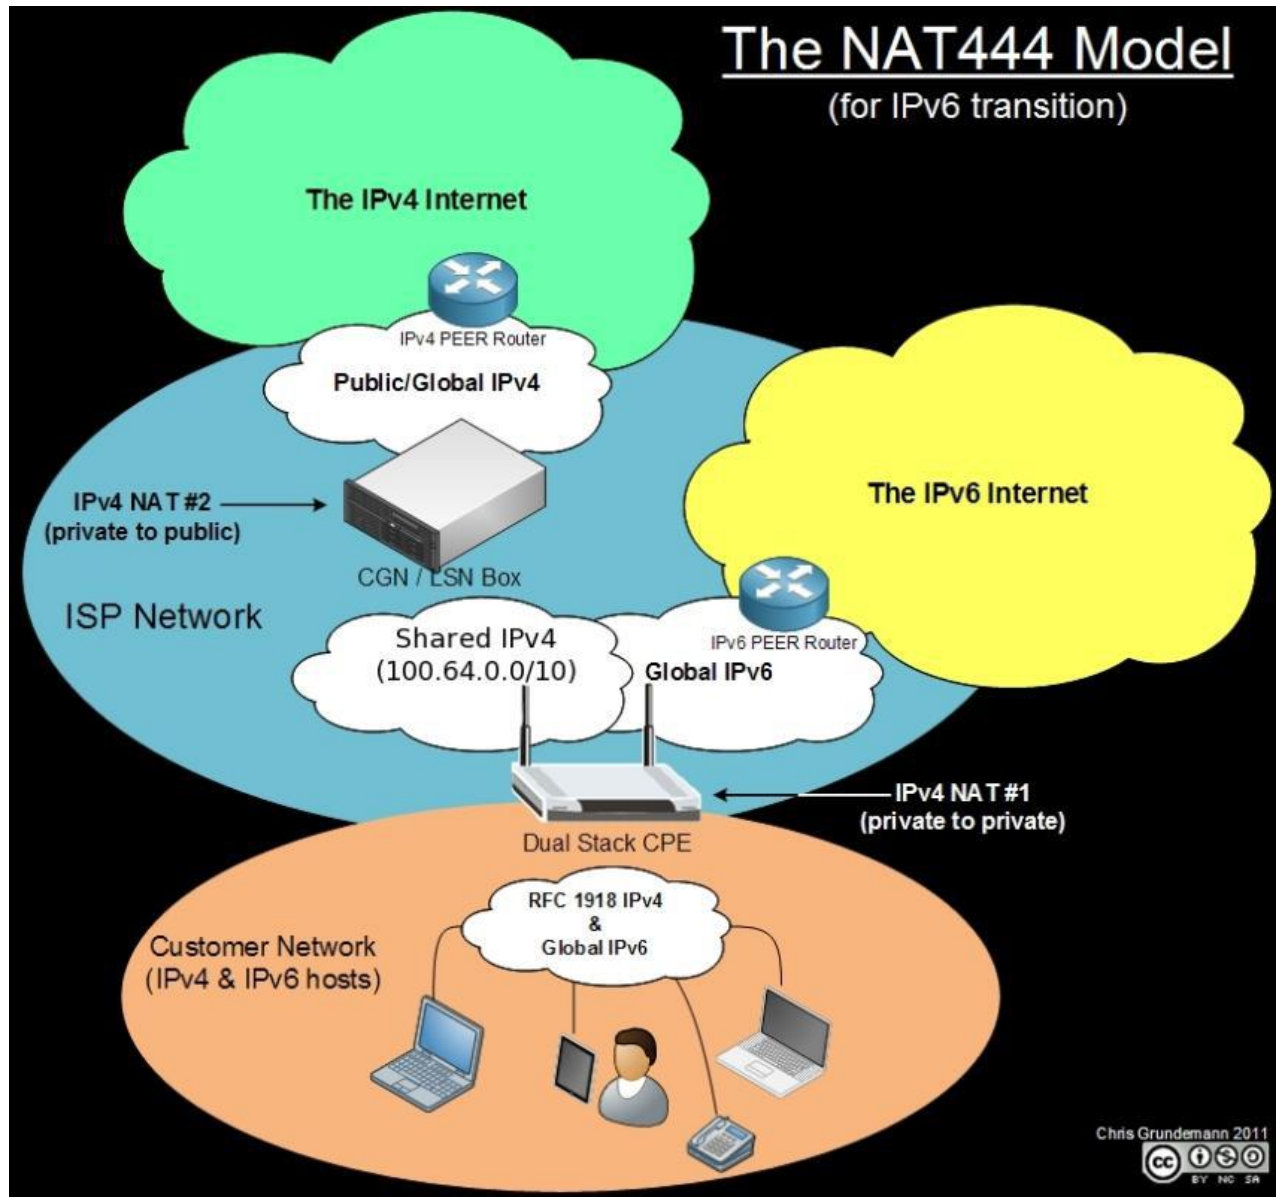 The NAT444 Model
(for IPv6 transition)
The IPv4 Internet
IPv4 PEER Router
Public/Global IPv4
IPv4 NAT #2
(private to public)
The IPv6 Internet
CGN / LSN Box
ISP Network
Shared IPv4
(100.64.0.0/10)
IPv6 PEER Router
Global IPv6
IPv4 NAT #1
(private to private)
Dual Stack CPE
RFC 1918 IPv4
&
Global IPv6
Customer Network
(IPv4 & IPv6 hosts)
Chris Grundemann 2011
cc
BY NC SA